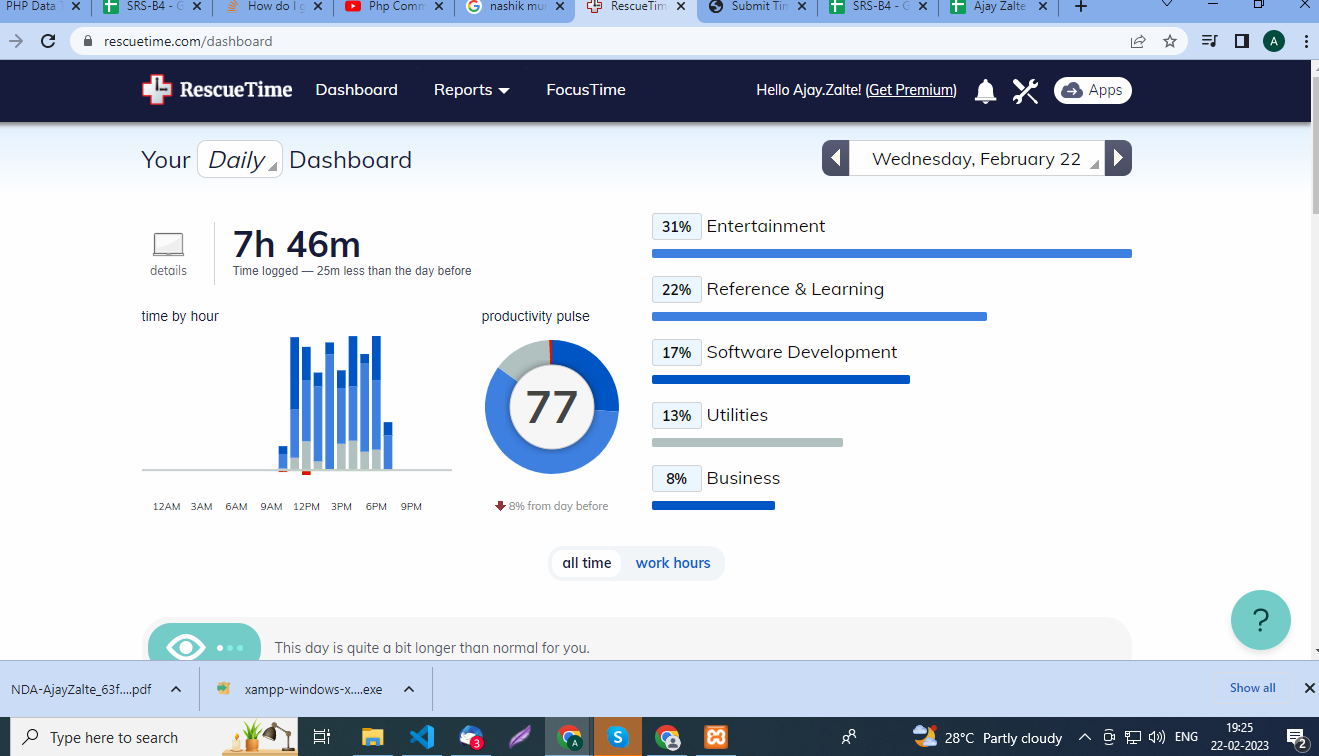 PHP Data T
SRS-B4 - G
How do I g
Php Comm
nashik mu
RescueTim
Submit Tim
SRS-B4 - G
Ajay Zalte
rescuetime.com/dashboard
A
RescueTime
Dashboard
Reports
FocusTime
Hello Ajay.Zalte! (Get Premium)
Apps
Your Daily Dashboard
Wednesday, February 22
details
7h 46m
Time logged — 25m less than the day before
time by hour
12AM 3AM 6AM 9AM 12PM 3PM 6PM 9PM
productivity pulse
77
8% from day before
31% Entertainment
22% Reference & Learning
17% Software Development
13% Utilities
8% Business
all time
work hours
This day is quite a bit longer than normal for you.
?
NDA-AjayZalte_63f....pdf
xampp-windows-x....exe
Show all
Type here to search
3
A
S
28°C Partly cloudy
ENG
19:25
22-02-2023
2